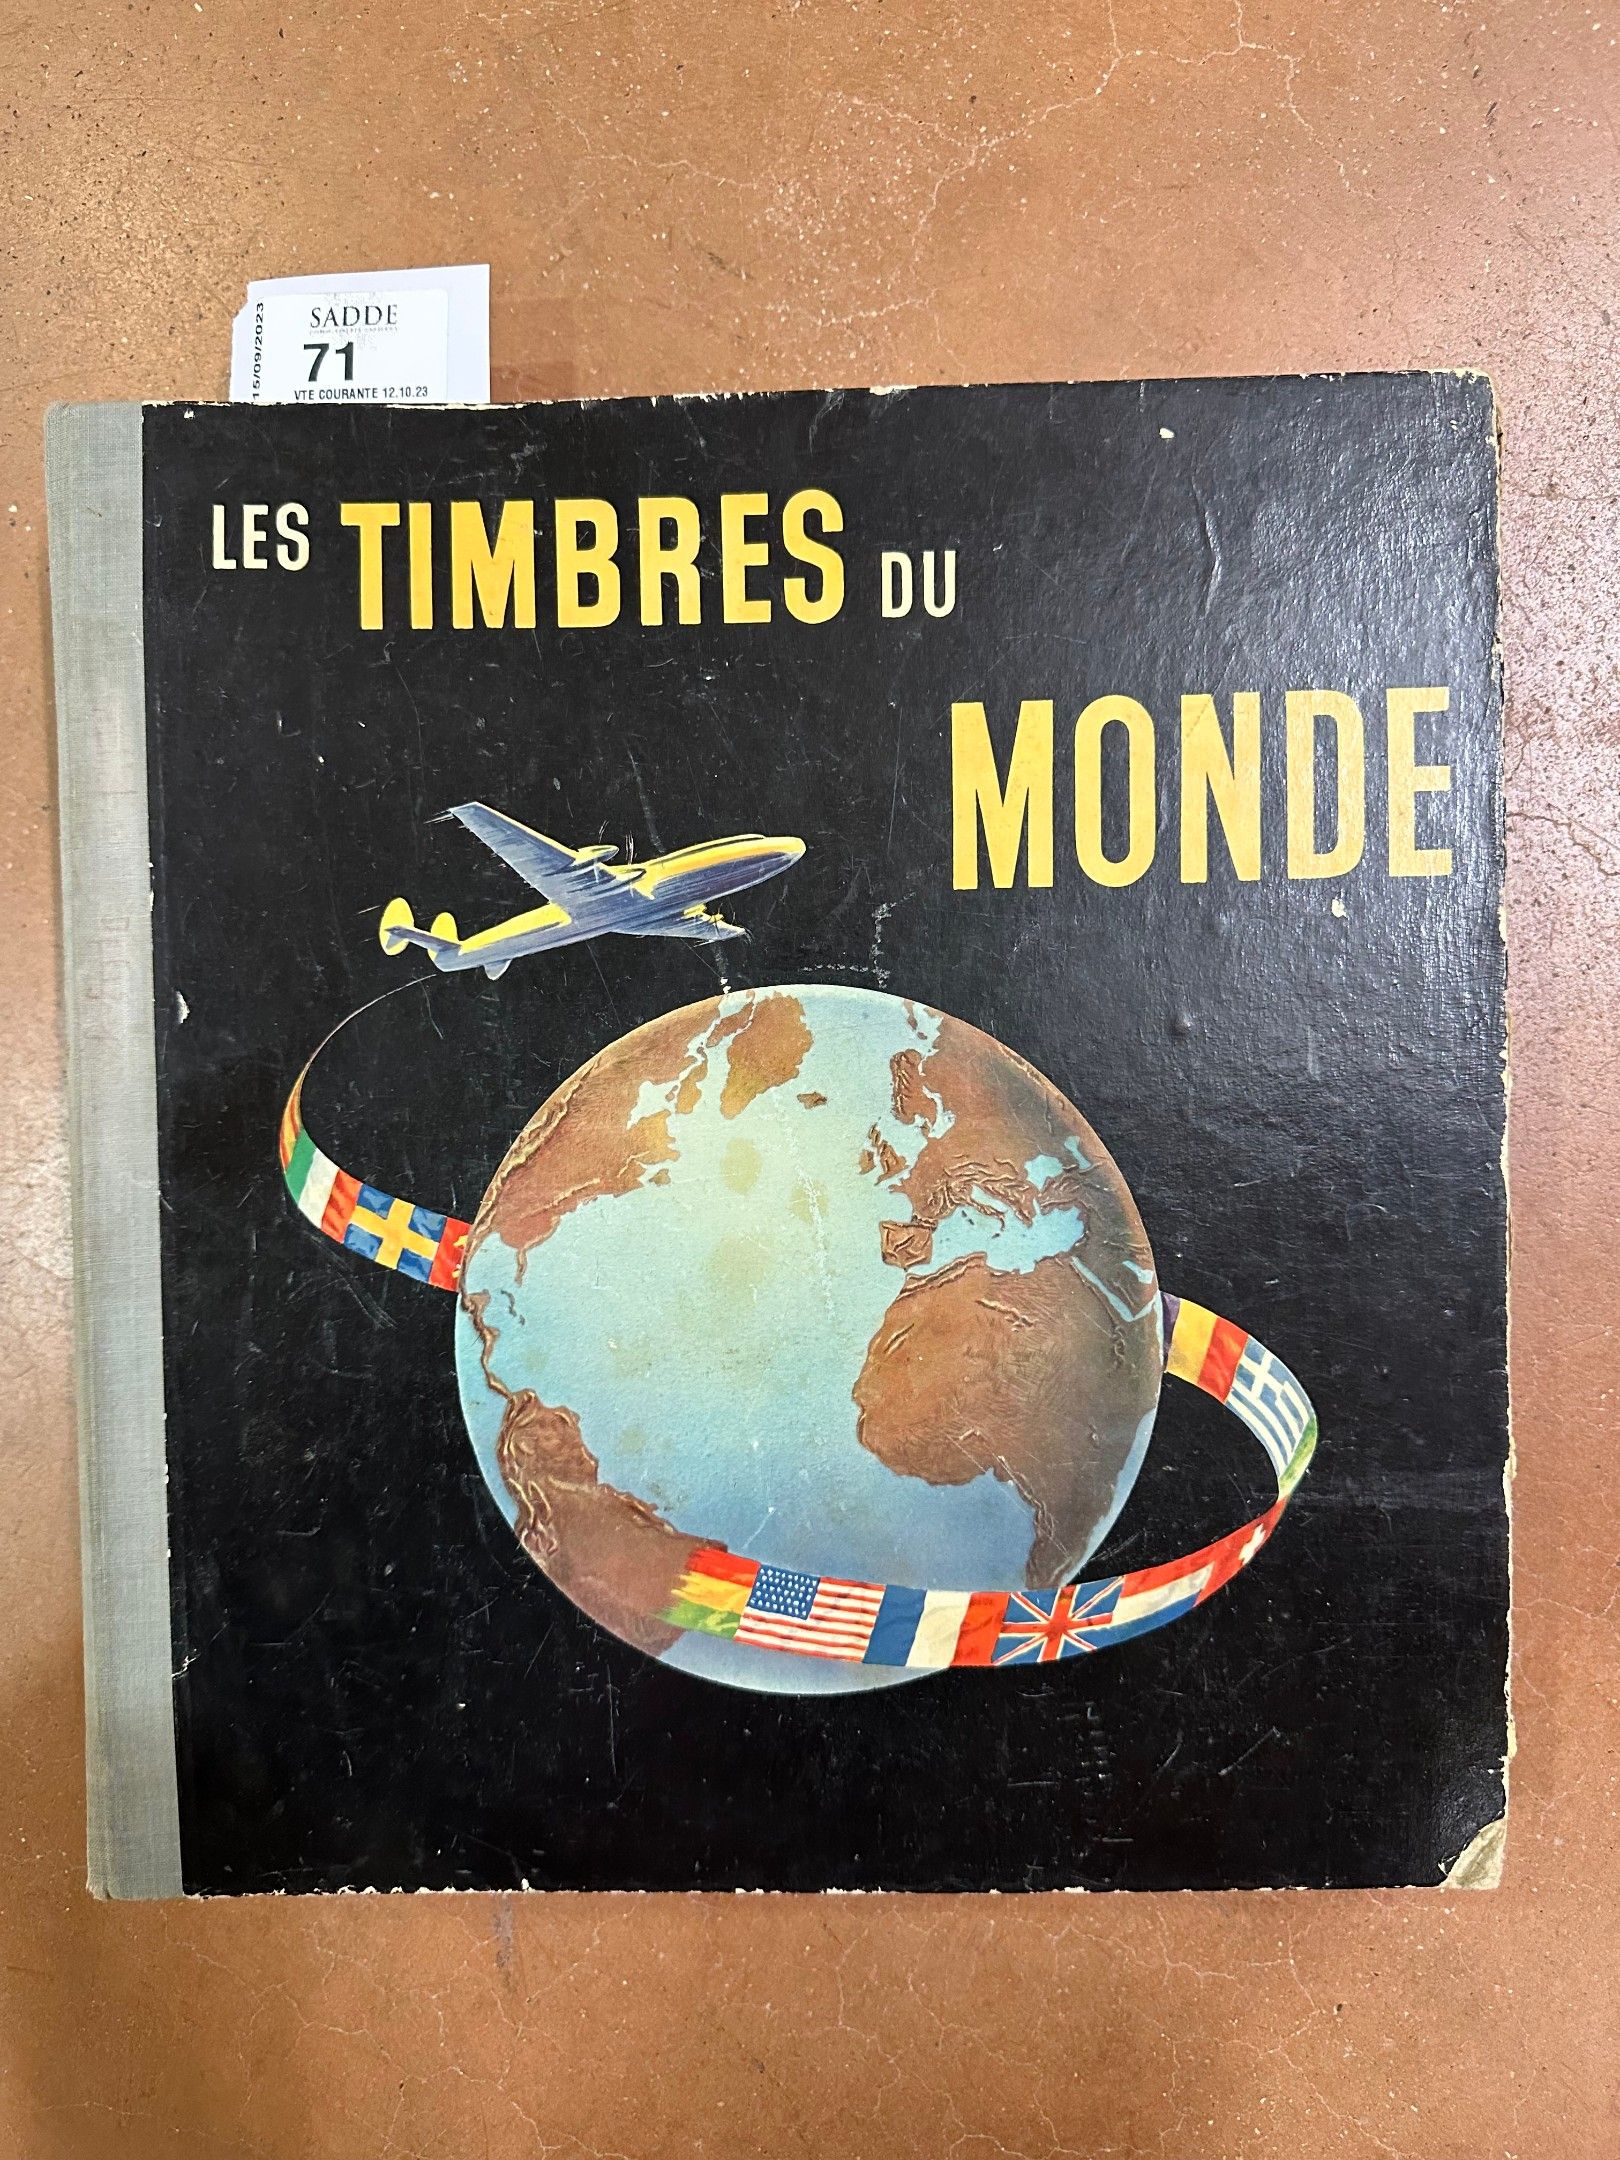 15/09/2023
SADDE
71
VTE COURANTE 12.10.23
LES TIMBRES DU
MONDE